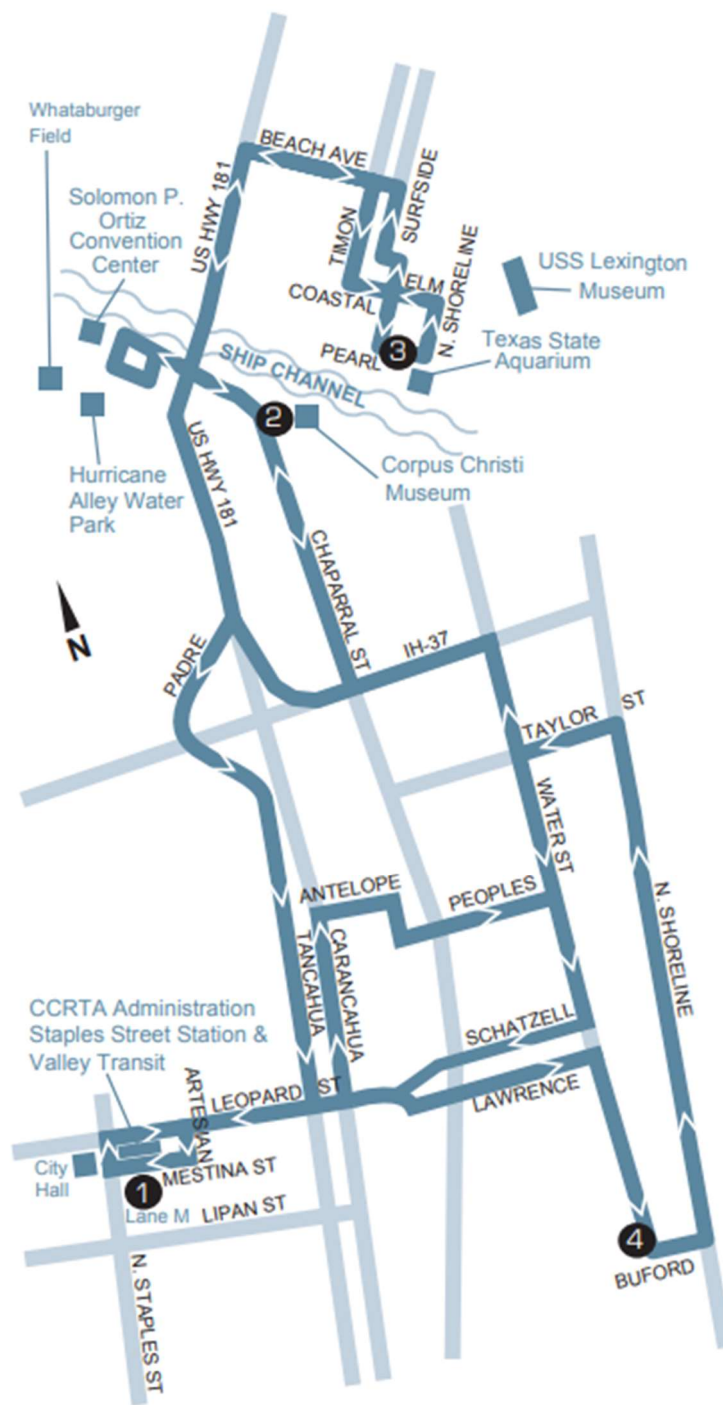 Whataburger
Field
Solomon P.
Ortiz
Convention
Center
BEACH AVE
US HWY 181
TIMON
SURFSIDE
ELM
COASTAL
N. SHORELINE
USS Lexington
Museum
PEARL
3
Texas State
Aquarium
SHIP CHANNEL
2
Corpus Christi
Museum
Hurricane
Alley Water
Park
US HWY 181
CHAPARRAL ST
N
PADRE
IH-37
TAYLOR ST
WATER ST
ANTELOPE
PEOPLES
N. SHORELINE
TANCAHUA
CARANCAHUA
CCRTA Administration
Staples Street Station &
Valley Transit
SCHATZELL
LAWRENCE
LEOPARD ST
ARTESIAN
City
Hall
MESTINA ST
1
Lane M
LIPAN ST
N. STAPLES ST
4
BUFORD